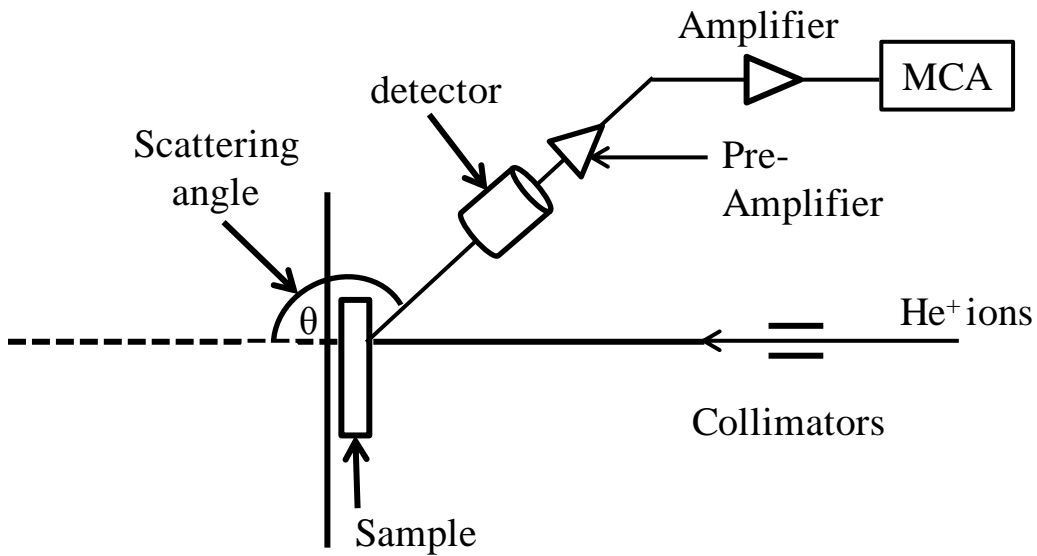 Amplifier
MCA
detector
Scattering
angle
Pre-
Amplifier
θ
He⁺ ions
Collimators
Sample